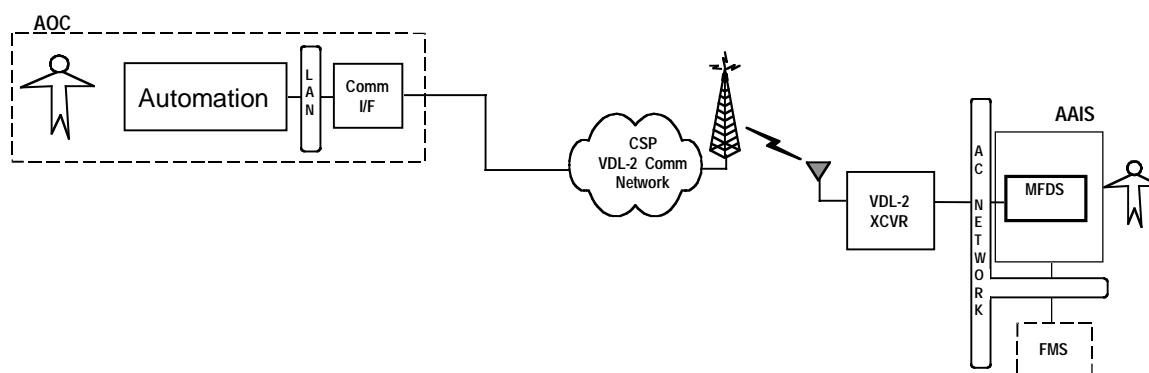 AOC
Automation
LAN
Comm
I/F
CSP
VDL-2 Comm
Network
VDL-2
XCVR
AC NETWORK
AAIS
MFDS
FMS